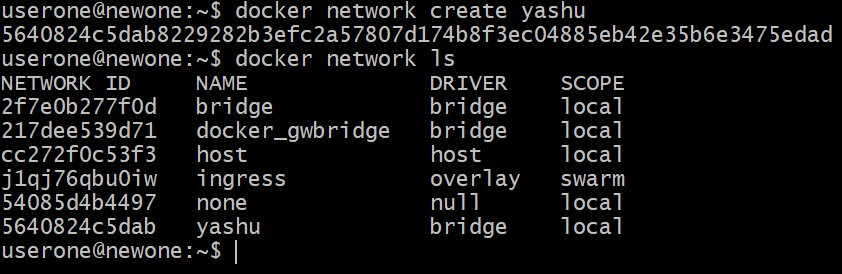 userone@newone:~$ docker network create yashu
5640824c5dab8229282b3efc2a57807d174b8f3ec04885eb42e35b6e3475edad
userone@newone:~$ docker network ls
NETWORK ID     NAME              DRIVER    SCOPE
2f7e0b277f0d   bridge            bridge    local
217dee539d71   docker_gwbridge   bridge    local
cc272f0c53f3   host              host      local
j1qj76qbu0iw   ingress           overlay   swarm
54085d4b4497   none              null      local
5640824c5dab   yashu             bridge    local
userone@newone:~$